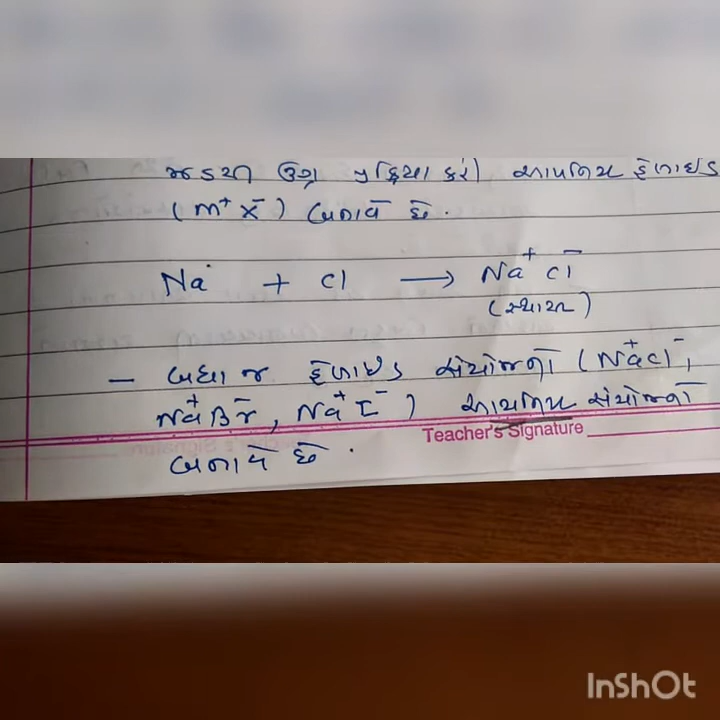 ઝડપથી ઉગ્ર પ્રક્રિયા કરી આયનિય હેલાઇડ
(M⁺ X⁻) બનાવે છે.
Na + Cl ⟶ Na⁺ Cl⁻
(સ્થાયી)
– બધા જ હેલાઇડ સંયોજનો (Na⁺Cl⁻,
Na⁺Br⁻, Na⁺I⁻) આયનિય સંયોજનો
Teacher's Signature
બનાવે છે.
InShOt